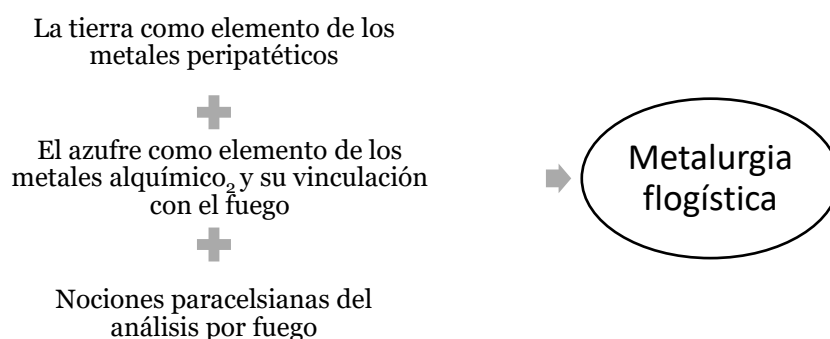 La tierra como elemento de los
metales peripatéticos
El azufre como elemento de los
metales alquímico₂ y su vinculación
con el fuego
Nociones paracelsianas del
análisis por fuego
Metalurgia
flogística